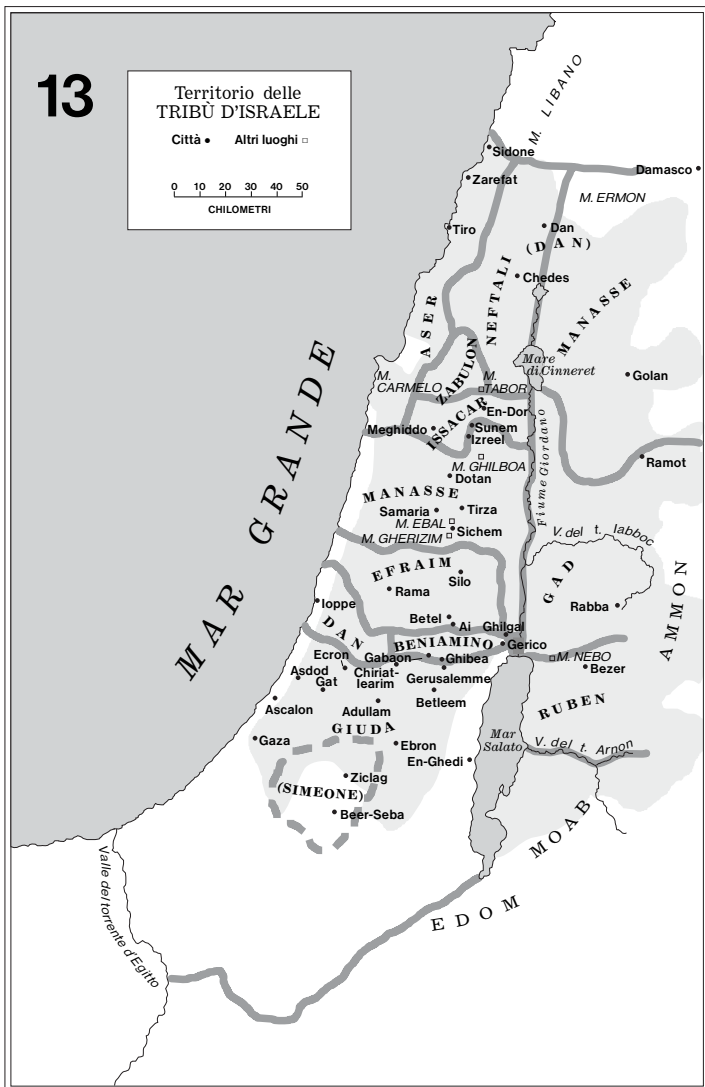 13
Territorio delle
TRIBÙ D'ISRAELE
Città
Altri luoghi
0 10 20 30 50
CHILOMETRI
M. LIBANO
Sidone
Damasco
Zarefat
M. ERMON
Tiro
Dan
(DAN)
Chedes
NEFTALI
MANASSE
ASER
ZABULON
Mare
di Cinneret
Golan
M.
CARMELO
M.
TABOR
En-Dor
ISSACAR
Meghiddo
Sunem
Izreel
M. GHILBOA
Ramot
Fiume Giordano
Dotan
MANASSE
Samaria
Tirza
M. EBAL
Sichem
M. GHERIZIM
V. del t. Iabboc
EFRAIM
Silo
Rama
GAD
Rabba
AMMON
MAR GRANDE
Ioppe
Betel
Ai
Ghilgal
DAN
BENIAMINO
Gerico
Ecron
Gabaon
Ghibea
M. NEBO
Bezer
Asdod
Chiriat-
Iearim
Gerusalemme
Gat
Betleem
Ascalon
Adullam
RUBEN
GIUDA
Mar
Salato
Gaza
Ebron
V. del t. Arnon
En-Ghedi
Ziclag
(SIMEONE)
Beer-Seba
MOAB
EDOM
Valle del torrente d'Egitto